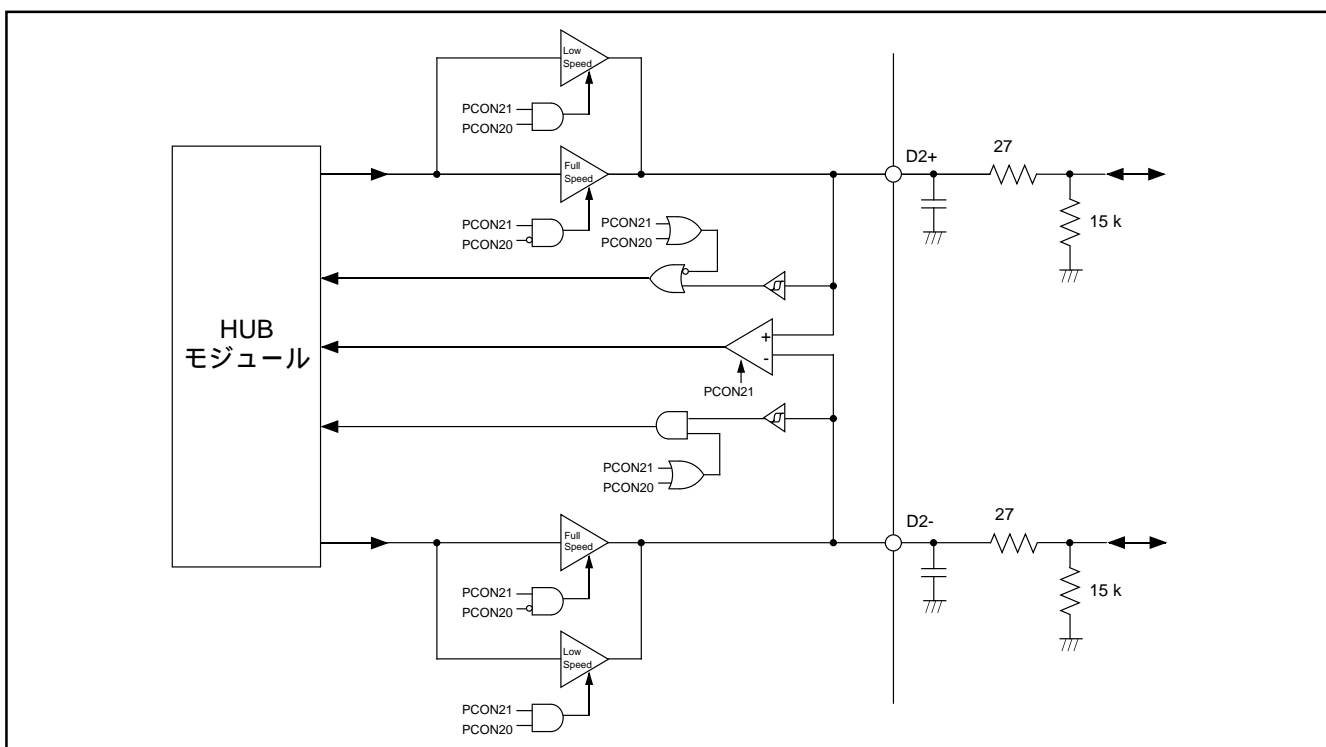 Low
Speed
PCON21
PCON20
Full
Speed
PCON21
PCON20
PCON21
PCON20
D2+
27
15 k
HUB
モジュール
+
-
PCON21
PCON21
PCON20
D2-
27
15 k
Full
Speed
PCON21
PCON20
Low
Speed
PCON21
PCON20